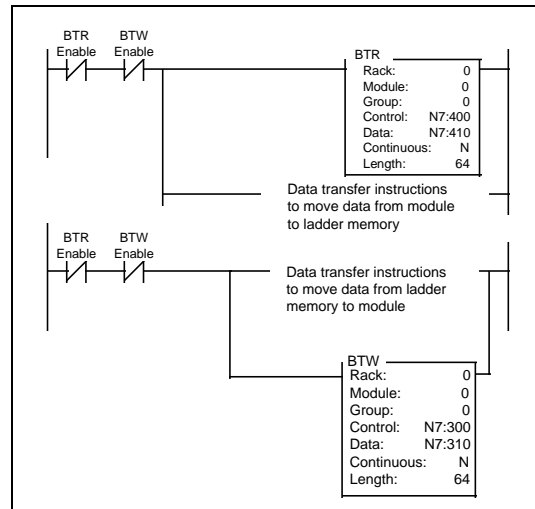 BTR BTW
Enable Enable
BTR
Rack: 0
Module: 0
Group: 0
Control: N7:400
Data: N7:410
Continuous: N
Length: 64
Data transfer instructions
to move data from module
to ladder memory
BTR BTW
Enable Enable
Data transfer instructions
to move data from ladder
memory to module
BTW
Rack: 0
Module: 0
Group: 0
Control: N7:300
Data: N7:310
Continuous: N
Length: 64